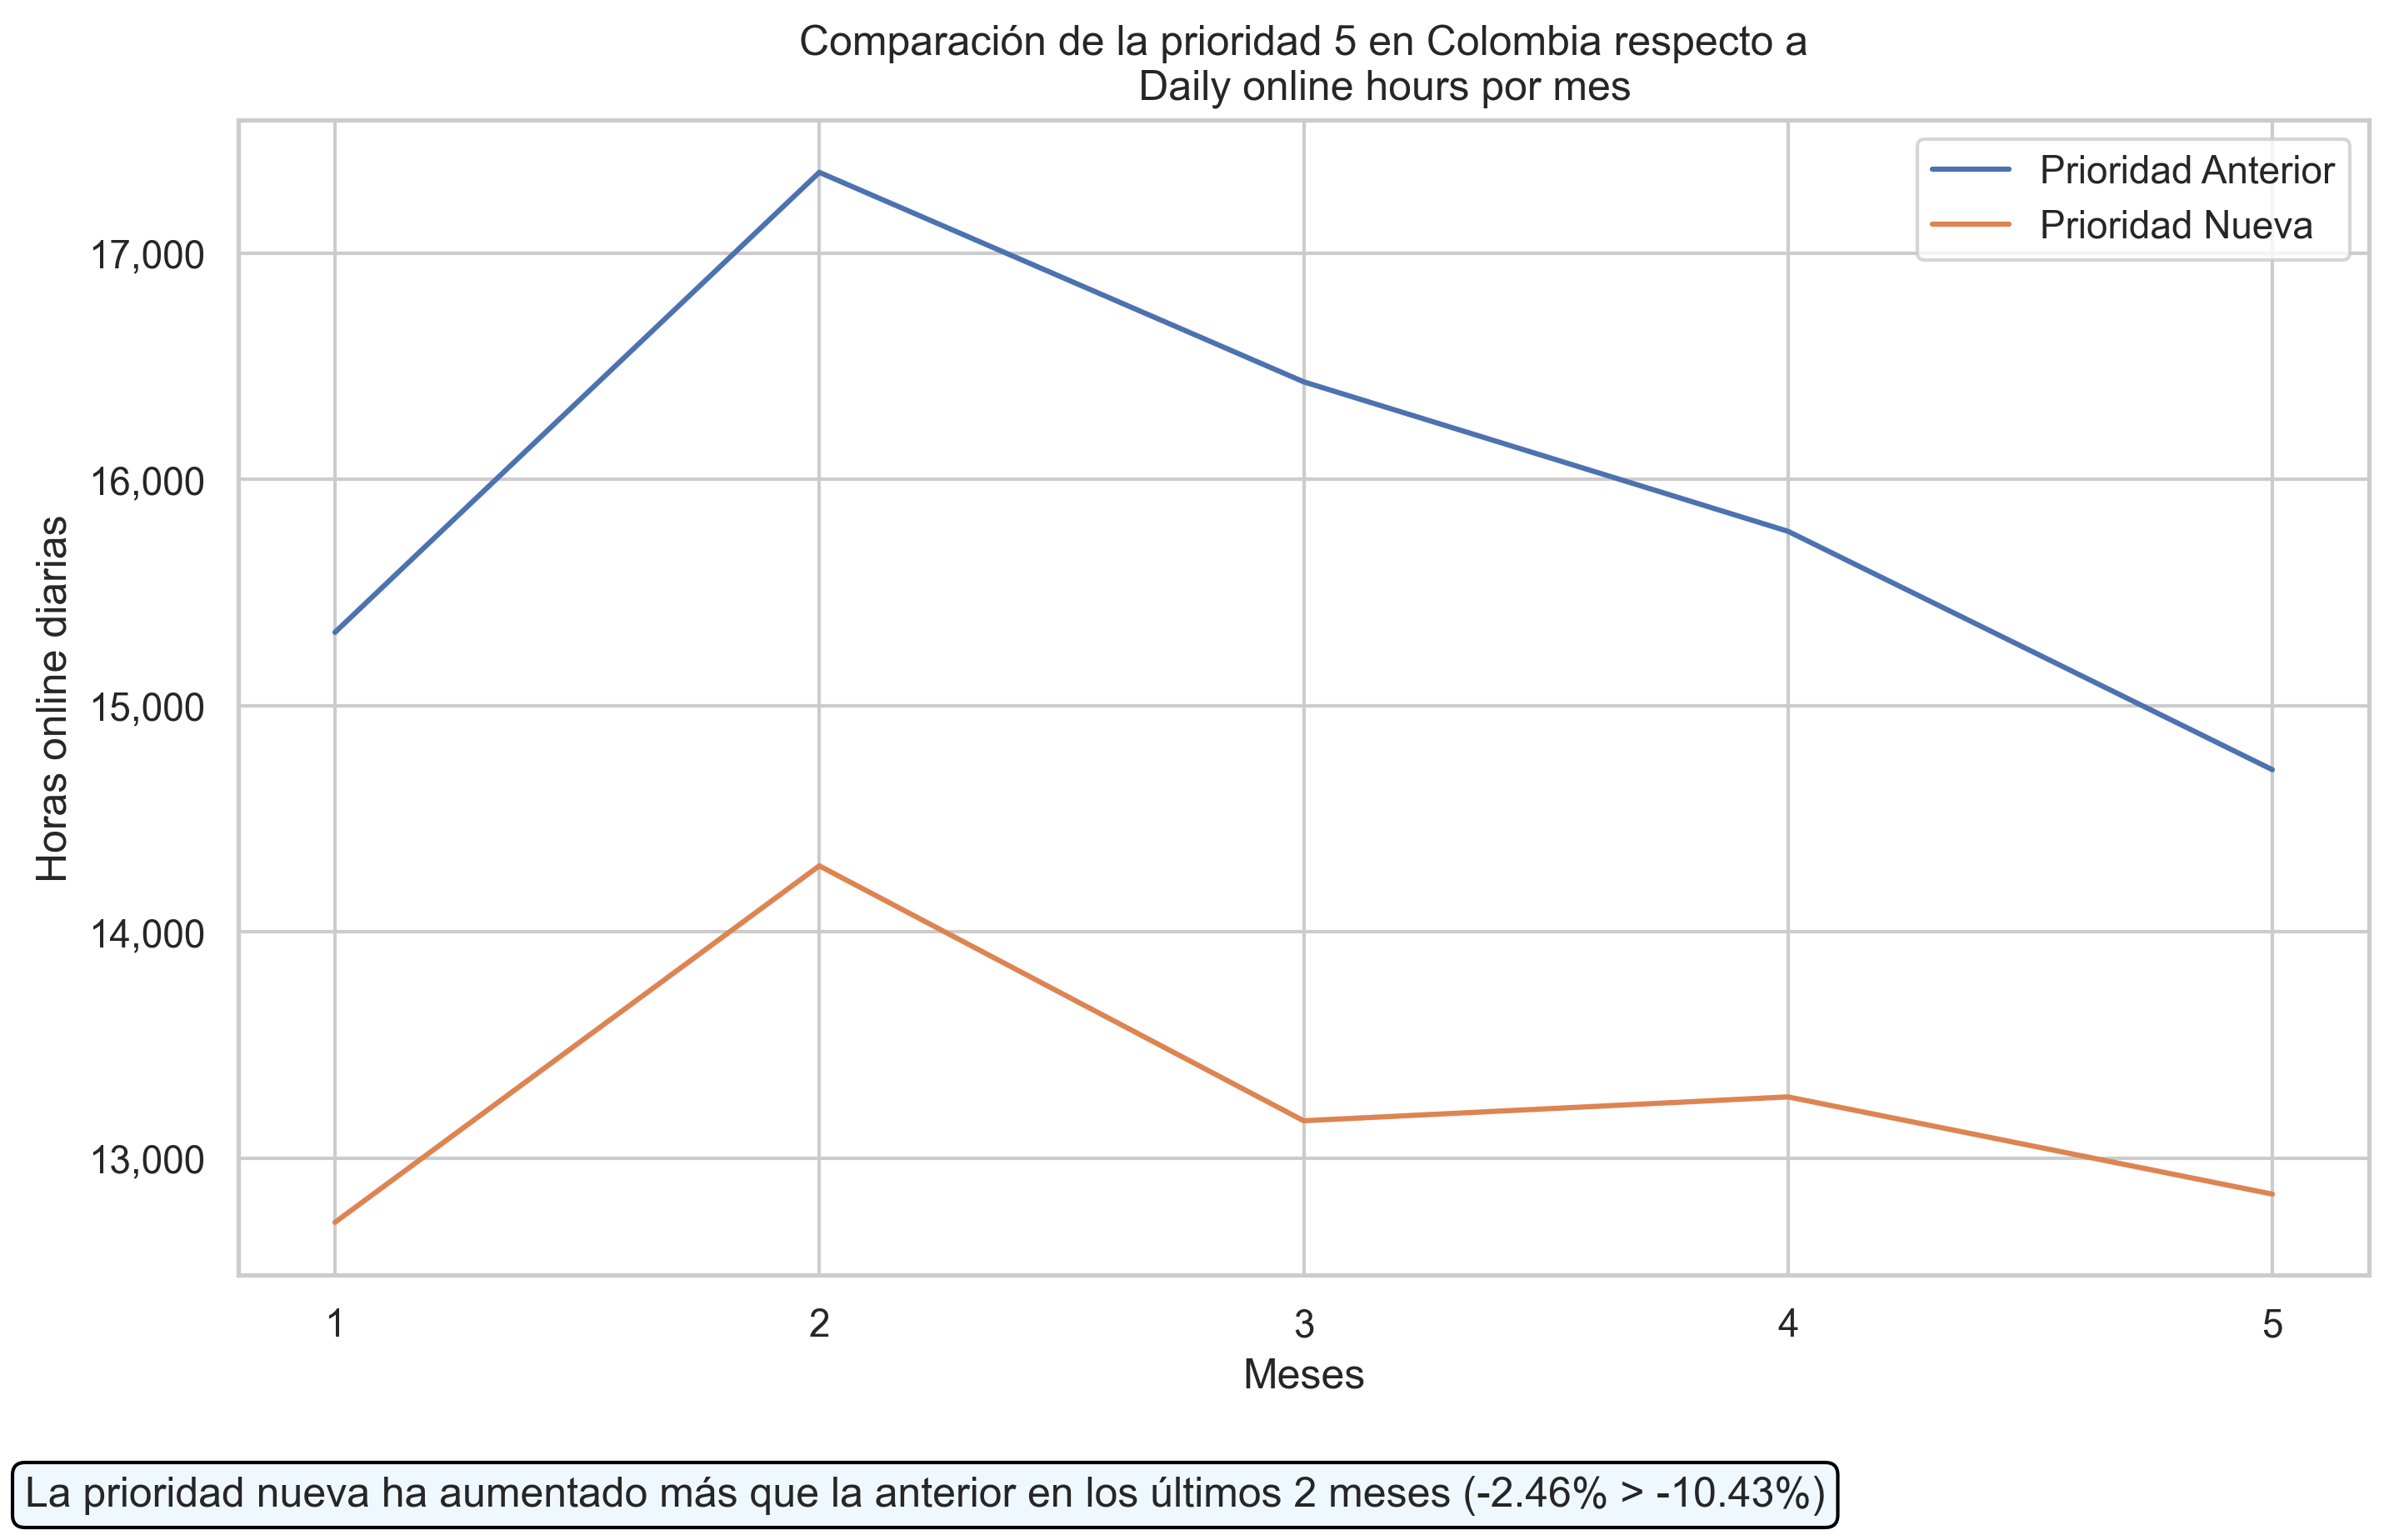 Comparación de la prioridad 5 en Colombia respecto a
Daily online hours por mes
Prioridad Anterior
Prioridad Nueva
17,000
16,000
15,000
14,000
13,000
Horas online diarias
1 2 3 4 5
Meses
La prioridad nueva ha aumentado más que la anterior en los últimos 2 meses (-2.46% > -10.43%)